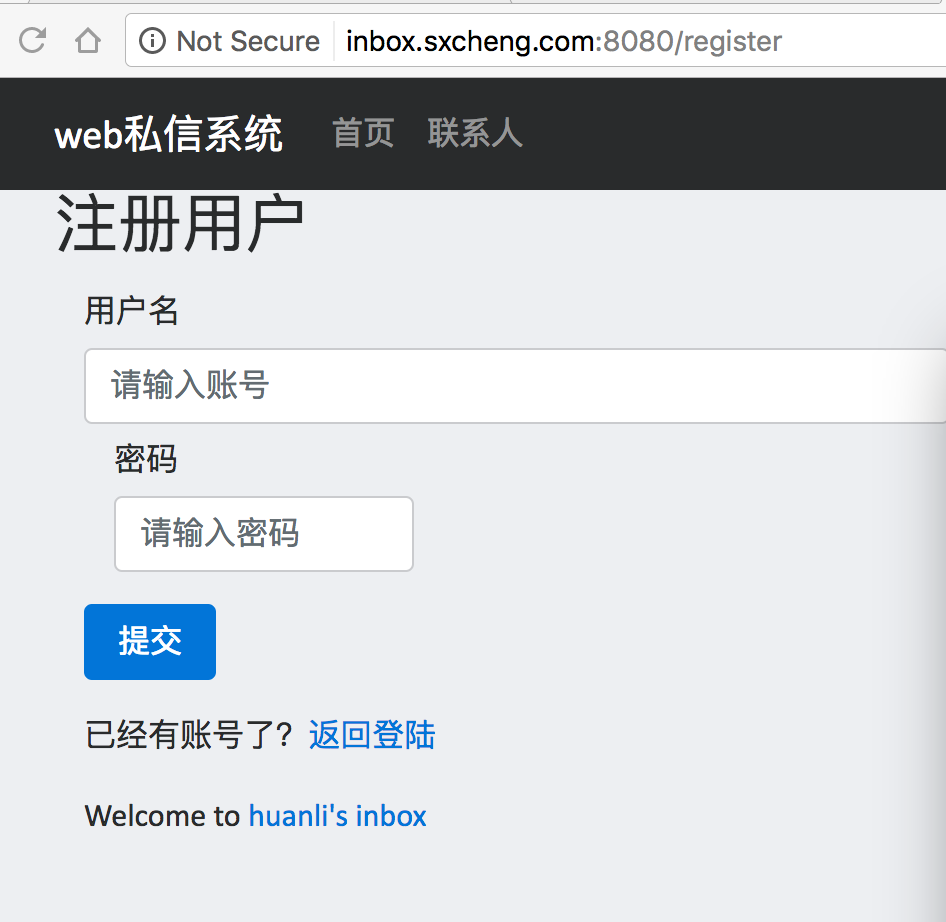 Not Secure inbox.sxcheng.com:8080/register
web私信系统 首页 联系人
注册用户
用户名
请输入账号
密码
请输入密码
提交
已经有账号了? 返回登陆
Welcome to huanli's inbox